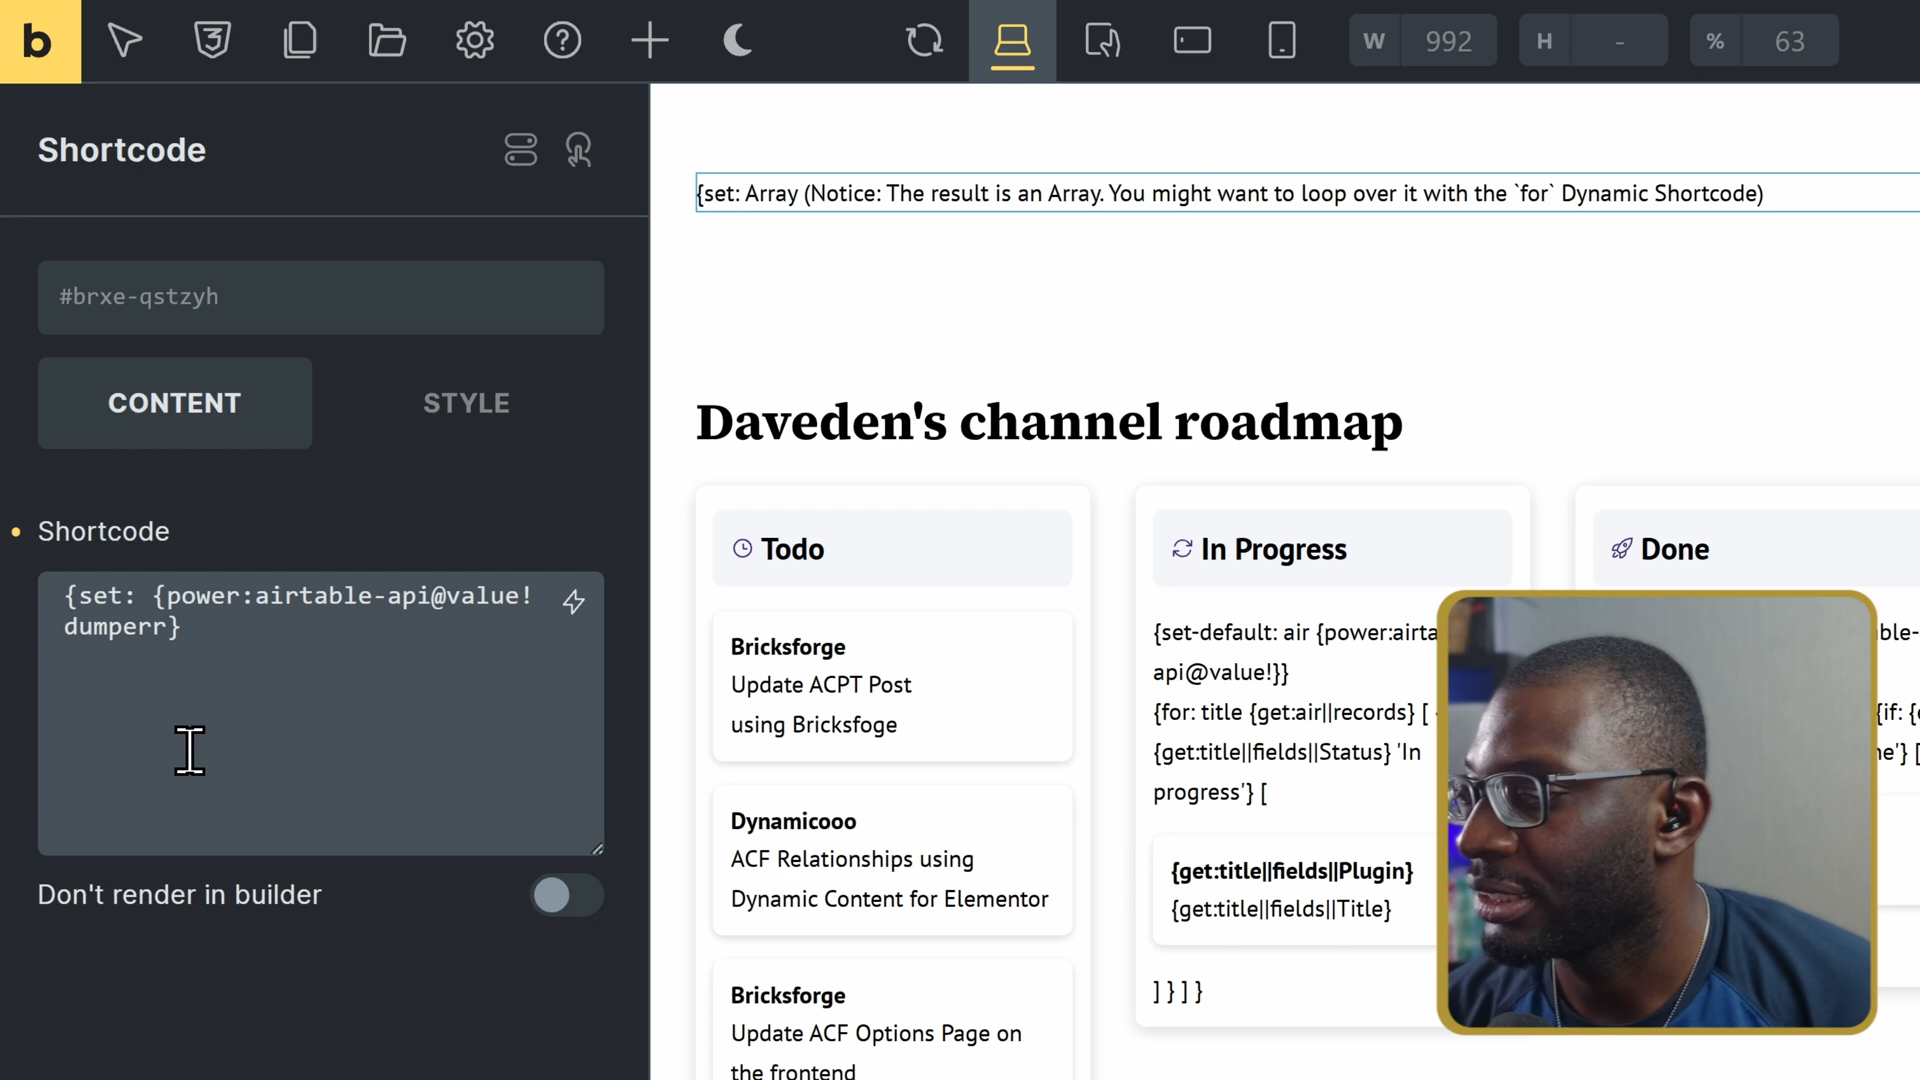 b
W 992 H - % 63
Shortcode
#brxe-qstzyh
CONTENT STYLE
Shortcode
{set: {power:airtable-api@value!
dumperr}
Don't render in builder
{set: Array (Notice: The result is an Array. You might want to loop over it with the `for` Dynamic Shortcode)
Daveden's channel roadmap
Todo
Bricksforge
Update ACPT Post
using Bricksfoge
Dynamicooo
ACF Relationships using
Dynamic Content for Elementor
Bricksforge
Update ACF Options Page on
the frontend
In Progress
{set-default: air {power:airta
api@value!}}
{for: title {get:air||records} [
{get:title||fields||Status} 'In
progress'} [
{get:title||fields||Plugin}
{get:title||fields||Title}
] } ] }
Done
ble-
{if: {
ne'} [